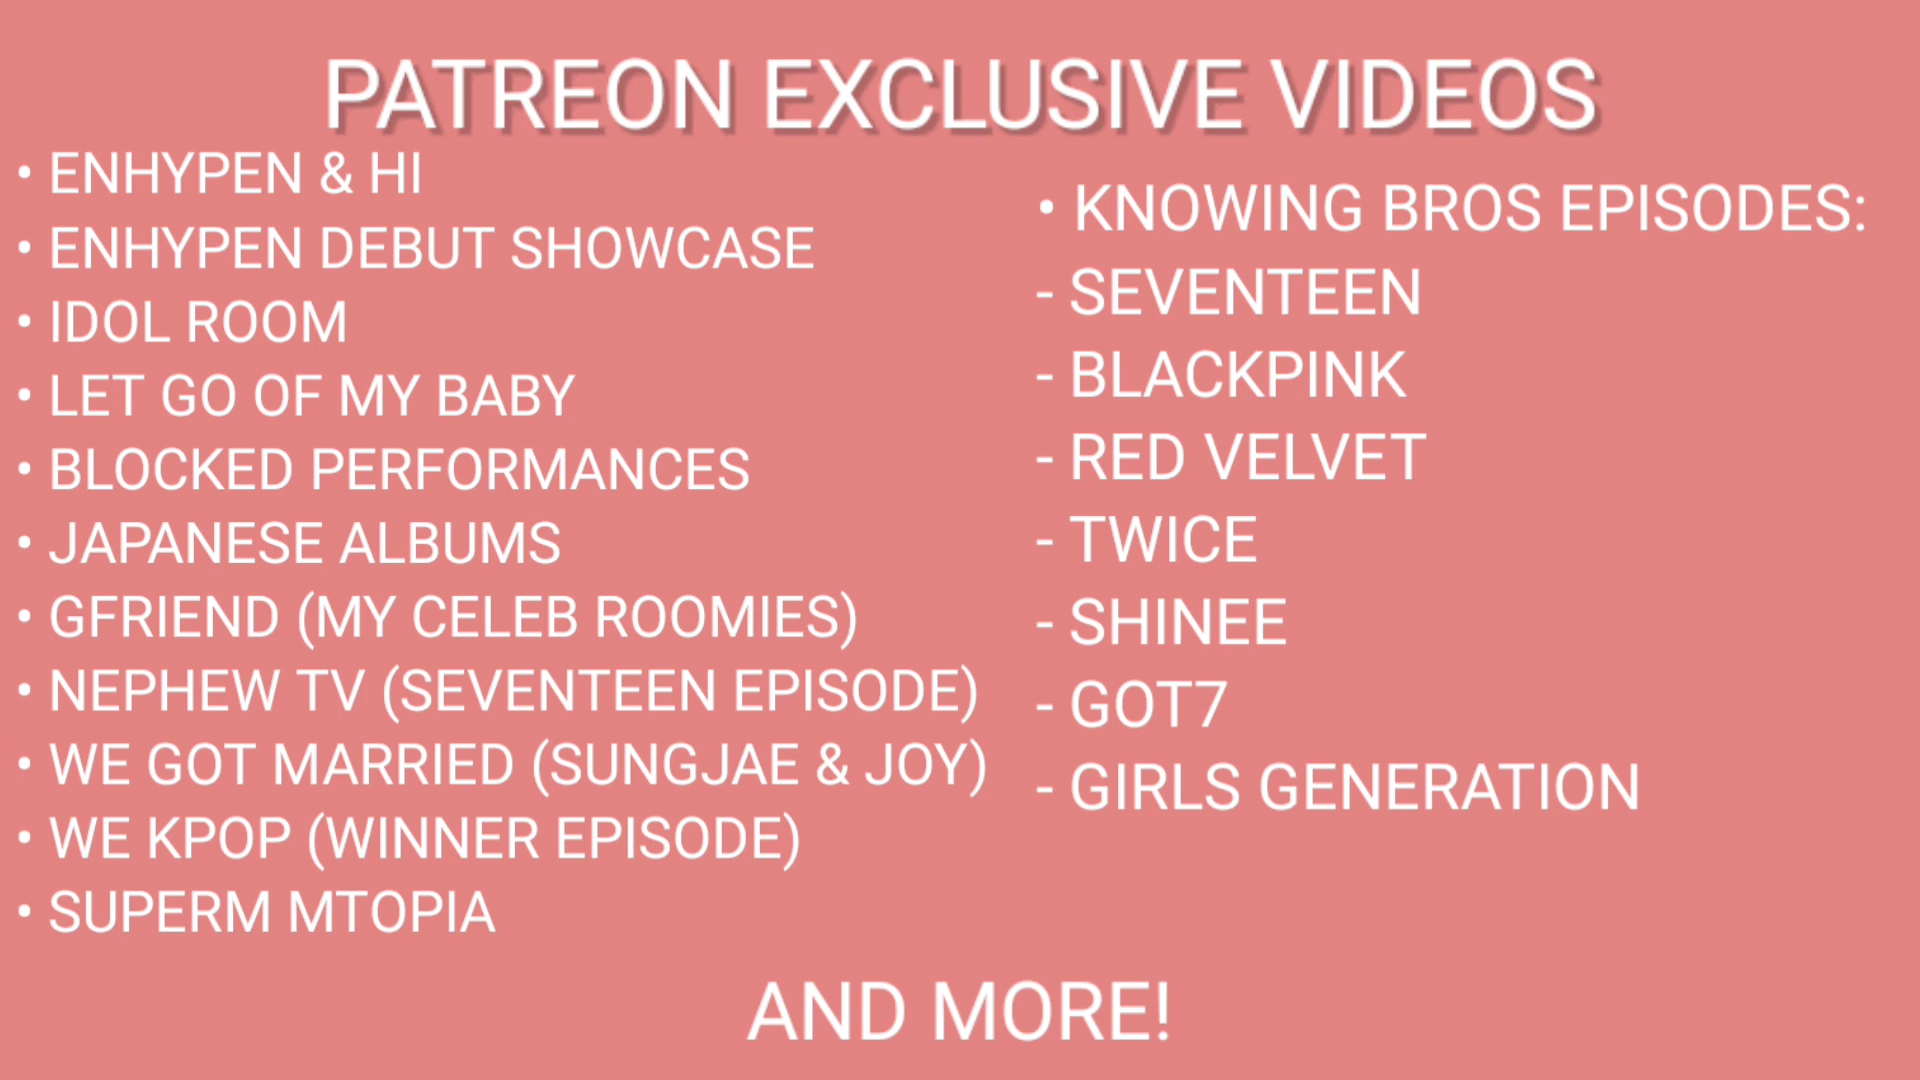 PATREON EXCLUSIVE VIDEOS
• ENHYPEN & HI
• ENHYPEN DEBUT SHOWCASE
• IDOL ROOM
• LET GO OF MY BABY
• BLOCKED PERFORMANCES
• JAPANESE ALBUMS
• GFRIEND (MY CELEB ROOMIES)
• NEPHEW TV (SEVENTEEN EPISODE)
• WE GOT MARRIED (SUNGJAE & JOY)
• WE KPOP (WINNER EPISODE)
• SUPERM MTOPIA
• KNOWING BROS EPISODES:
- SEVENTEEN
- BLACKPINK
- RED VELVET
- TWICE
- SHINEE
- GOT7
- GIRLS GENERATION
AND MORE!